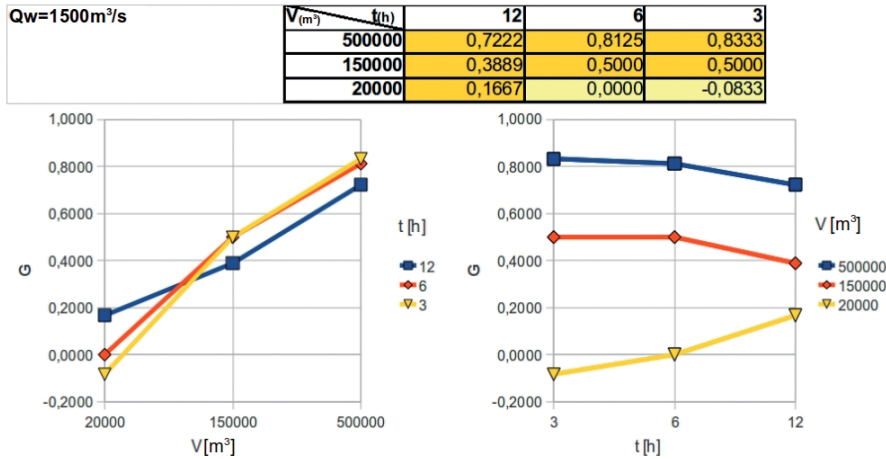 Qw=1500m³/s
V(m³) t(h) 12 6 3
500000 0,7222 0,8125 0,8333
150000 0,3889 0,5000 0,5000
20000 0,1667 0,0000 -0,0833
1,0000
0,8000
0,6000
0,4000
0,2000
0,0000
-0,2000
G
20000 150000 500000
V[m³]
t [h]
12
6
3
1,0000
0,8000
0,6000
0,4000
0,2000
0,0000
-0,2000
G
3 6 12
t [h]
V [m³]
500000
150000
20000